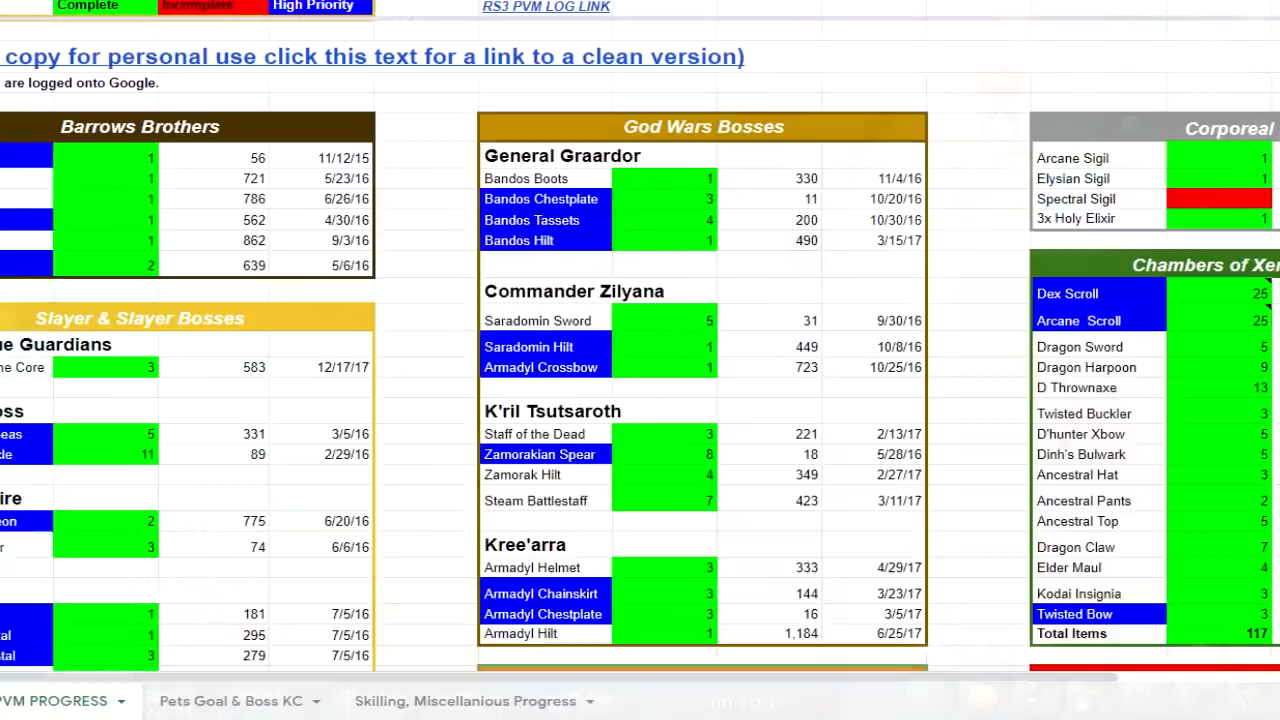 Complete Incomplete High Priority RS3 PVM LOG LINK
copy for personal use click this text for a link to a clean version)
are logged onto Google.
Barrows Brothers
1 56 11/12/15
1 721 5/23/16
1 786 6/26/16
1 562 4/30/16
1 862 9/3/16
2 639 5/6/16
Slayer & Slayer Bosses
ue Guardians
ne Core 3 583 12/17/17
oss
eas 5 331 3/5/16
de 11 89 2/29/16
ire
eon 2 775 6/20/16
r 3 74 6/6/16
1 181 7/5/16
al 1 295 7/5/16
stal 3 279 7/5/16
God Wars Bosses
General Graardor
Bandos Boots 1 330 11/4/16
Bandos Chestplate 3 11 10/20/16
Bandos Tassets 4 200 10/30/16
Bandos Hilt 1 490 3/15/17
Commander Zilyana
Saradomin Sword 5 31 9/30/16
Saradomin Hilt 1 449 10/8/16
Armadyl Crossbow 1 723 10/25/16
K'ril Tsutsaroth
Staff of the Dead 3 221 2/13/17
Zamorakian Spear 8 18 5/28/16
Zamorak Hilt 4 349 2/27/17
Steam Battlestaff 7 423 3/11/17
Kree'arra
Armadyl Helmet 3 333 4/29/17
Armadyl Chainskirt 3 144 3/23/17
Armadyl Chestplate 3 16 3/5/17
Armadyl Hilt 1 1,184 6/25/17
Corporeal
Arcane Sigil 1
Elysian Sigil 1
Spectral Sigil
3x Holy Elixir 1
Chambers of Xer
Dex Scroll 25
Arcane Scroll 25
Dragon Sword 5
Dragon Harpoon 9
D Thrownaxe 13
Twisted Buckler 3
D'hunter Xbow 5
Dinh's Bulwark 5
Ancestral Hat 3
Ancestral Pants 2
Ancestral Top 5
Dragon Claw 7
Elder Maul 4
Kodai Insignia 3
Twisted Bow 3
Total Items 117
PVM PROGRESS Pets Goal & Boss KC Skilling, Miscellanious Progress